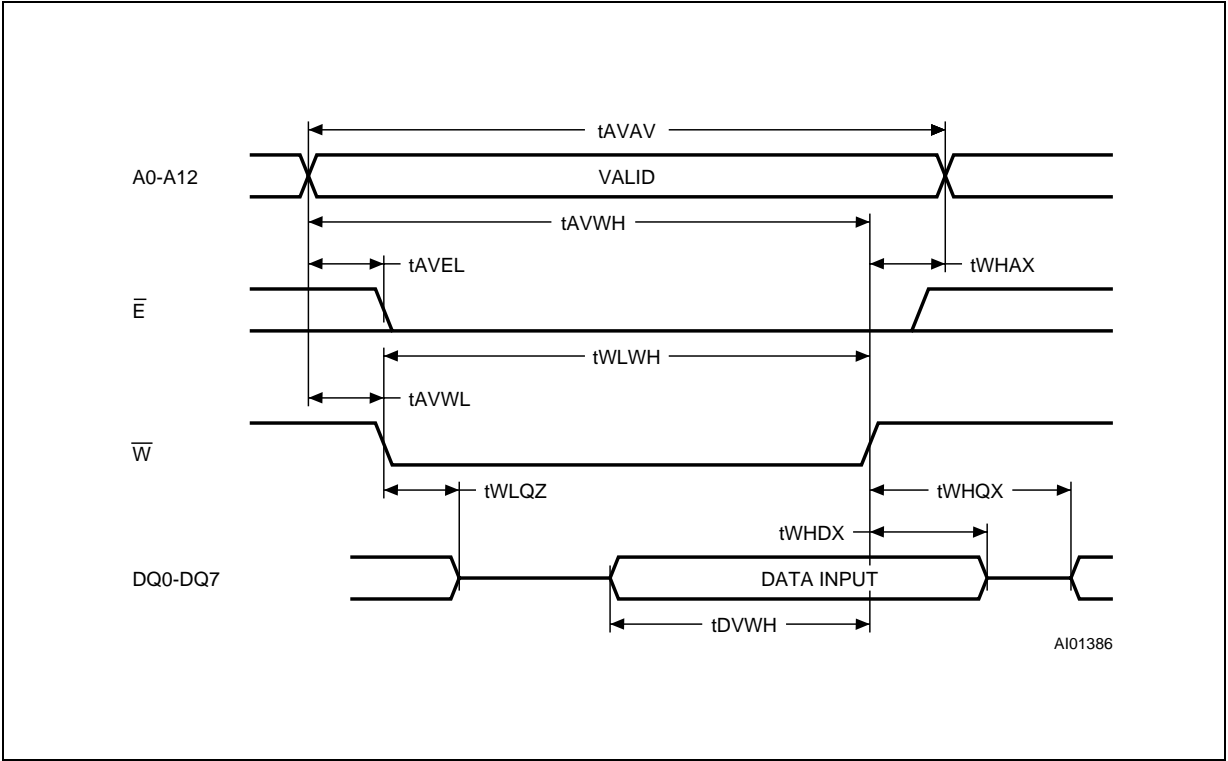 tAVAV
A0-A12
VALID
tAVWH
tAVEL
tWHAX
E̅
tWLWH
tAVWL
W̅
tWLQZ
tWHQX
tWHDX
DQ0-DQ7
DATA INPUT
tDVWH
AI01386